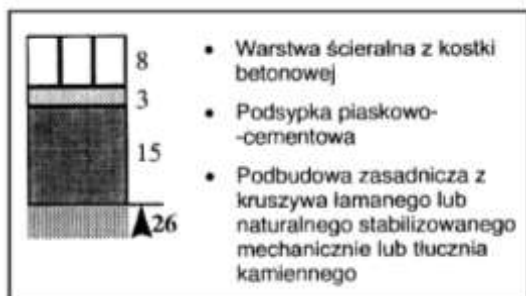 8
3
15
26
• Warstwa ścieralna z kostki
betonowej
• Podsypka piaskowo-
-cementowa
• Podbudowa zasadnicza z
kruszywa łamanego lub
naturalnego stabilizowanego
mechanicznie lub tłucznia
kamiennego